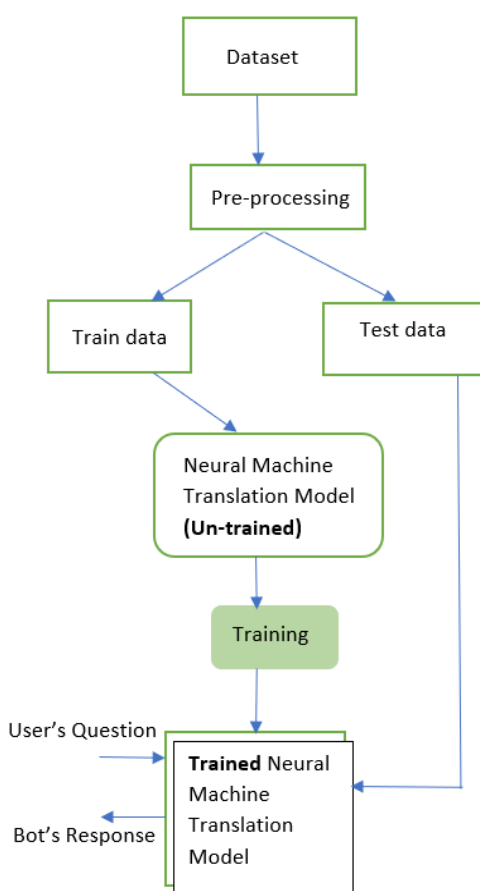 Dataset
Pre-processing
Train data
Test data
Neural Machine
Translation Model
(Un-trained)
Training
User's Question
Trained Neural
Machine
Translation
Model
Bot's Response